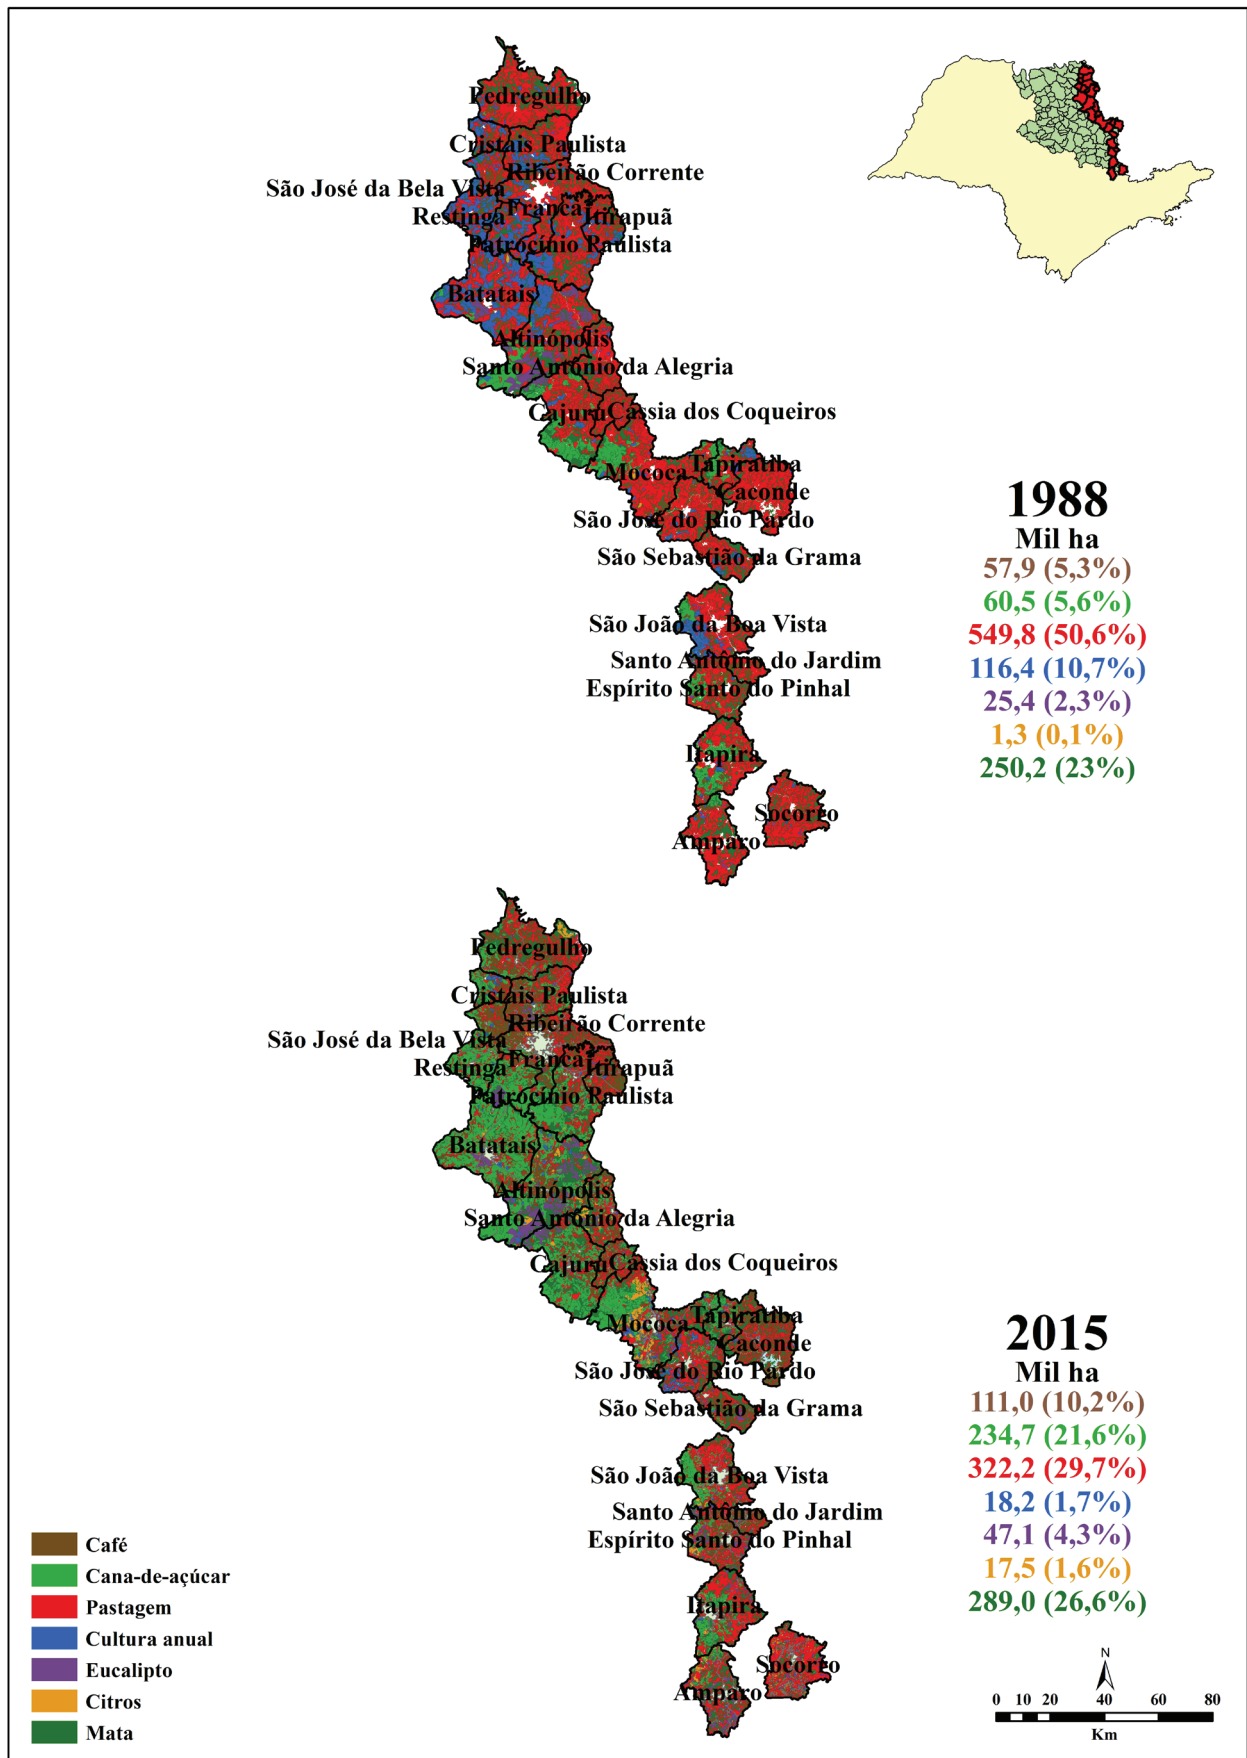 Pedregulho
Cristais Paulista
Ribeirão Corrente
São José da Bela Vista
Franca
Restinga
Itirapuã
Patrocínio Paulista
Batatais
Altinópolis
Santo Antônio da Alegria
Cajuru
Cassia dos Coqueiros
Mococa
Tapiratiba
Caconde
São José do Rio Pardo
São Sebastião da Grama
São João da Boa Vista
Santo Antônio do Jardim
Espírito Santo do Pinhal
Itapira
Socorro
Amparo
1988
Mil ha
57,9 (5,3%)
60,5 (5,6%)
549,8 (50,6%)
116,4 (10,7%)
25,4 (2,3%)
1,3 (0,1%)
250,2 (23%)
Pedregulho
Cristais Paulista
Ribeirão Corrente
São José da Bela Vista
Franca
Restinga
Itirapuã
Patrocínio Paulista
Batatais
Altinópolis
Santo Antônio da Alegria
Cajuru
Cassia dos Coqueiros
Mococa
Tapiratiba
Caconde
São José do Rio Pardo
São Sebastião da Grama
São João da Boa Vista
Santo Antônio do Jardim
Espírito Santo do Pinhal
Itapira
Socorro
Amparo
2015
Mil ha
111,0 (10,2%)
234,7 (21,6%)
322,2 (29,7%)
18,2 (1,7%)
47,1 (4,3%)
17,5 (1,6%)
289,0 (26,6%)
Café
Cana-de-açúcar
Pastagem
Cultura anual
Eucalipto
Citros
Mata
N
0 10 20 40 60 80
Km